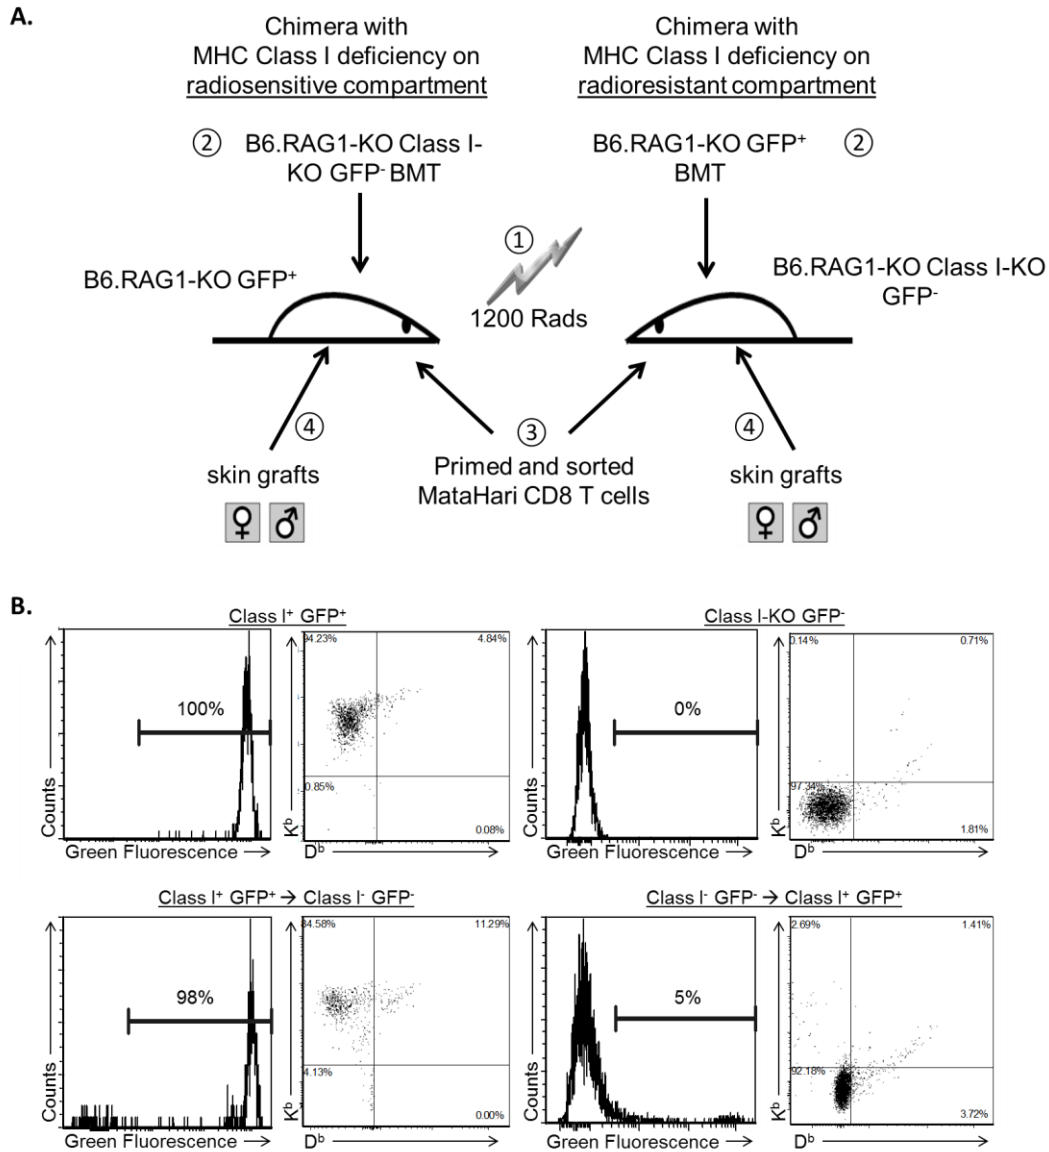 A.
Chimera with
MHC Class I deficiency on
radiosensitive compartment
Chimera with
MHC Class I deficiency on
radioresistant compartment
② B6.RAG1-KO Class I-
KO GFP- BMT
B6.RAG1-KO GFP+ ②
BMT
①
1200 Rads
B6.RAG1-KO GFP+
B6.RAG1-KO Class I-KO
GFP-
④
skin grafts
♀ ♂
③
Primed and sorted
MataHari CD8 T cells
④
skin grafts
♀ ♂
B.
Class I+ GFP+
100%
Counts
Green Fluorescence
94.23% 4.84%
0.85%
0.08%
Kb
Db
Class I-KO GFP-
0%
Counts
Green Fluorescence
0.14% 0.71%
97.34%
1.81%
Kb
Db
Class I+ GFP+ → Class I- GFP-
98%
Counts
Green Fluorescence
84.58% 11.29%
4.13%
0.00%
Kb
Db
Class I- GFP- → Class I+ GFP+
5%
Counts
Green Fluorescence
2.69% 1.41%
92.18%
3.72%
Kb
Db